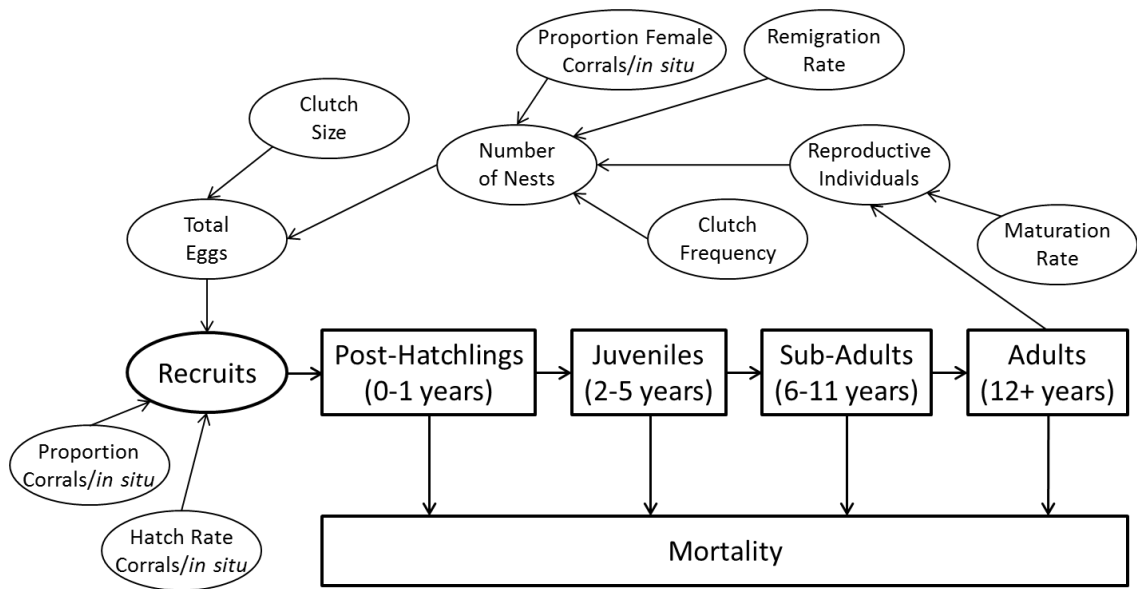 Proportion Female
Corrals/in situ
Remigration
Rate
Clutch
Size
Number
of Nests
Reproductive
Individuals
Total
Eggs
Clutch
Frequency
Maturation
Rate
Recruits
Post-Hatchlings
(0-1 years)
Juveniles
(2-5 years)
Sub-Adults
(6-11 years)
Adults
(12+ years)
Proportion
Corrals/in situ
Hatch Rate
Corrals/in situ
Mortality